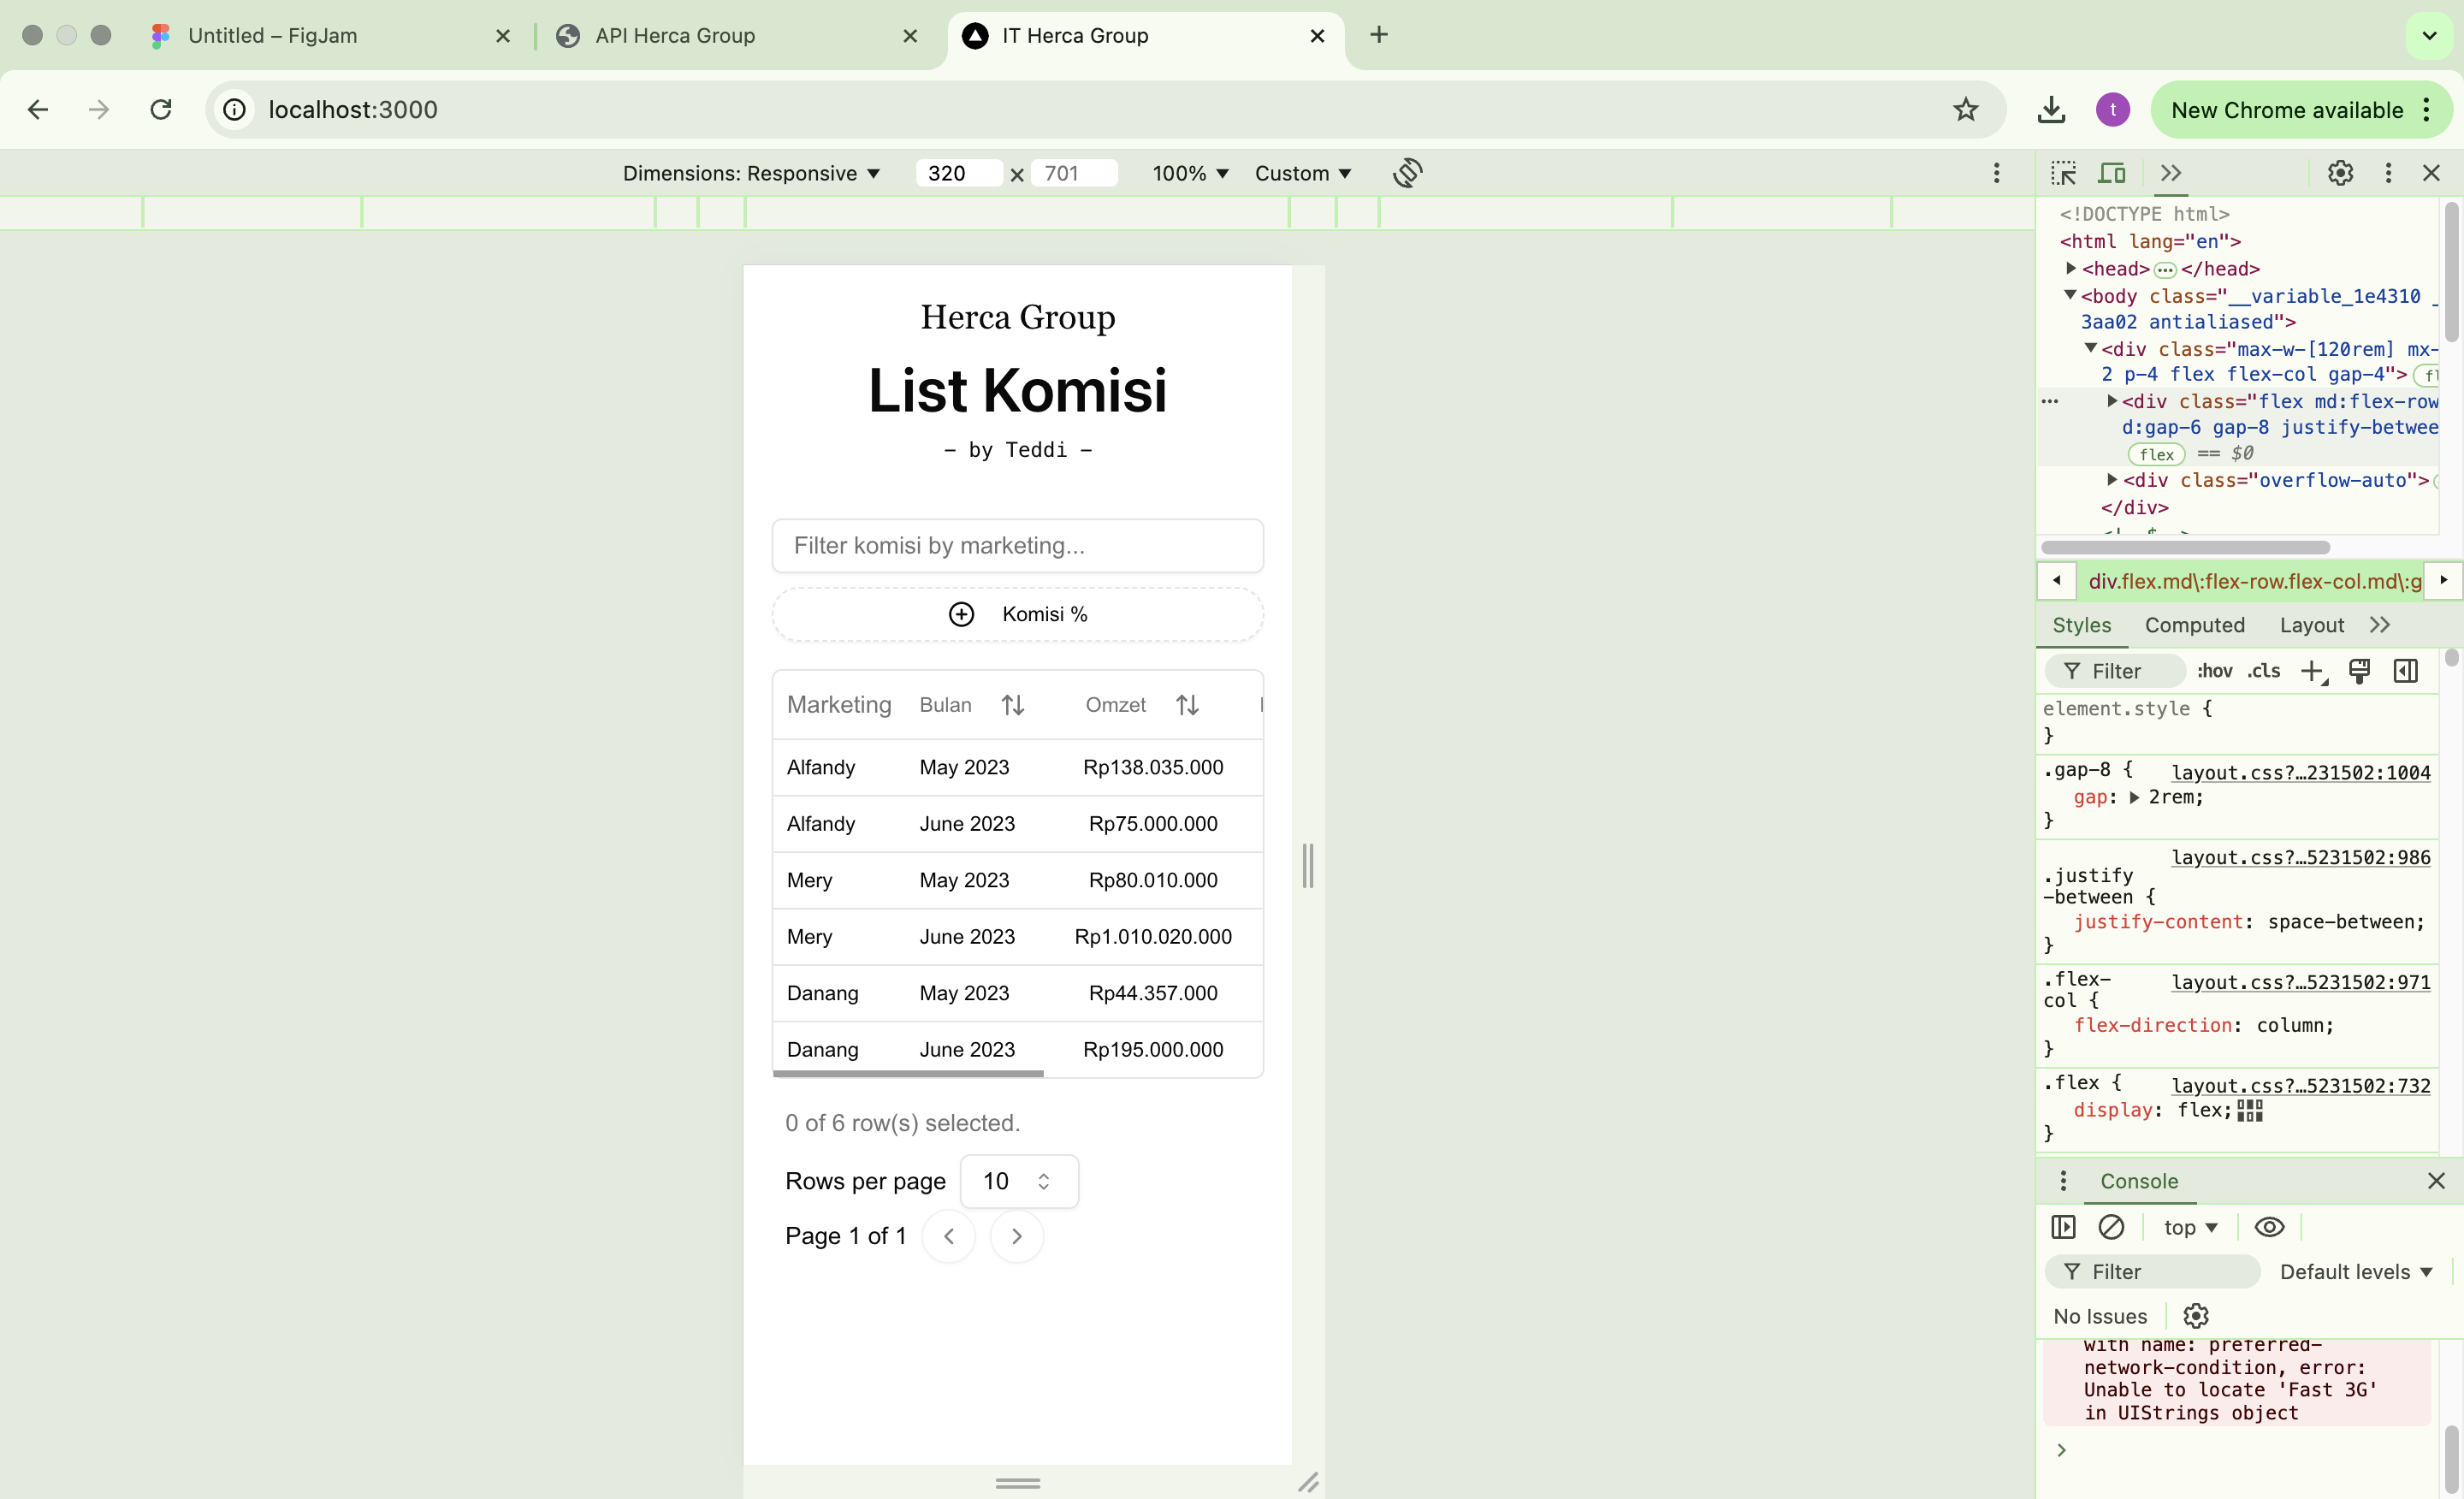 Untitled – FigJam
API Herca Group
IT Herca Group
localhost:3000
t
New Chrome available
Dimensions: Responsive
320 × 701
100%
Custom
Herca Group
List Komisi
- by Teddi -
Filter komisi by marketing...
Komisi %
Marketing Bulan Omzet
Alfandy May 2023 Rp138.035.000
Alfandy June 2023 Rp75.000.000
Mery May 2023 Rp80.010.000
Mery June 2023 Rp1.010.020.000
Danang May 2023 Rp44.357.000
Danang June 2023 Rp195.000.000
0 of 6 row(s) selected.
Rows per page 10
Page 1 of 1
<!DOCTYPE html>
<html lang="en">
<head> ··· </head>
<body class="__variable_1e4310 _
3aa02 antialiased">
<div class="max-w-[120rem] mx-
2 p-4 flex flex-col gap-4">
··· <div class="flex md:flex-row
d:gap-6 gap-8 justify-betwee
flex == $0
<div class="overflow-auto">
</div>
div.flex.md\:flex-row.flex-col.md\:g
Styles Computed Layout
Filter :hov .cls
element.style {
}
.gap-8 { layout.css?…231502:1004
gap: 2rem;
}
layout.css?…5231502:986
.justify
-between {
justify-content: space-between;
}
.flex- layout.css?…5231502:971
col {
flex-direction: column;
}
.flex { layout.css?…5231502:732
display: flex;
}
Console
top
Filter Default levels
No Issues
with name: preferred-
network-condition, error:
Unable to locate 'Fast 3G'
in UIStrings object